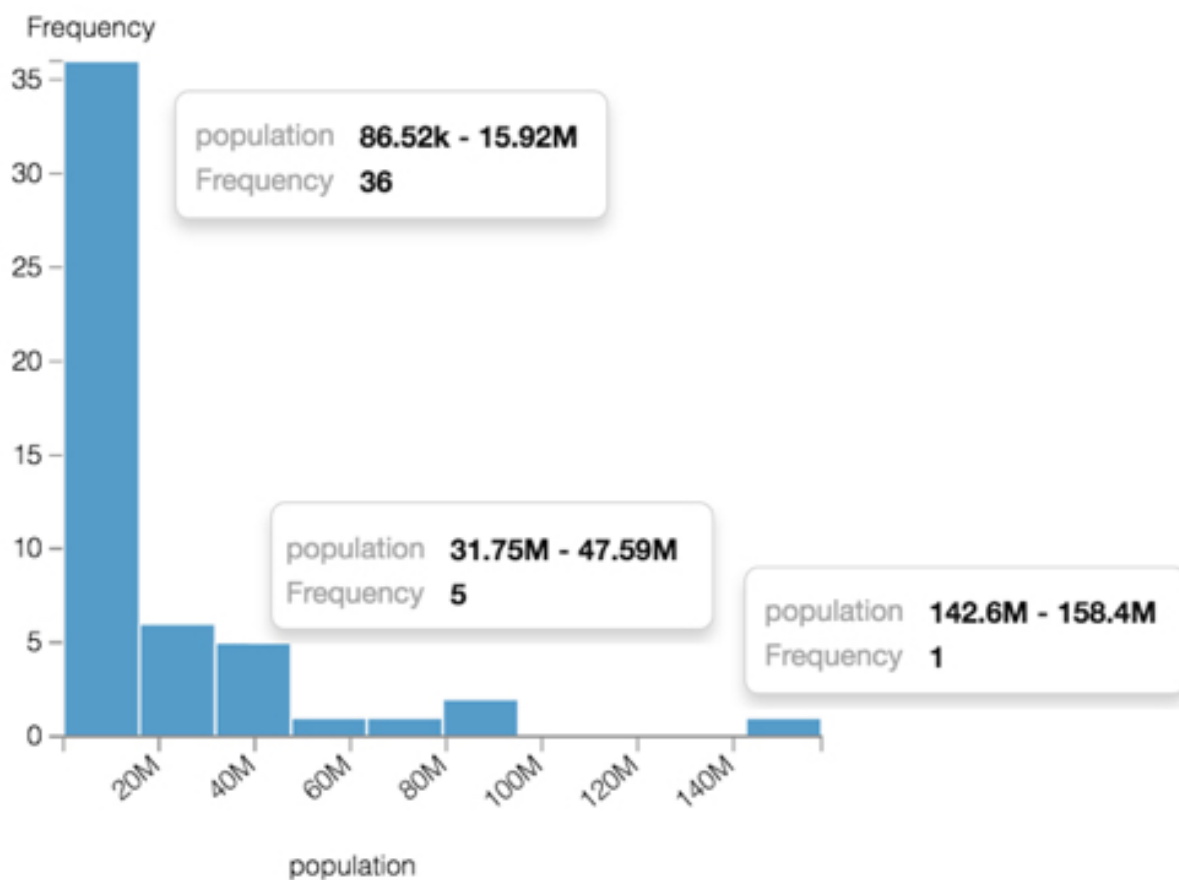 Frequency
35
30
25
20
15
10
5
0
population 86.52k - 15.92M
Frequency 36
population 31.75M - 47.59M
Frequency 5
population 142.6M - 158.4M
Frequency 1
20M
40M
60M
80M
100M
120M
140M
population